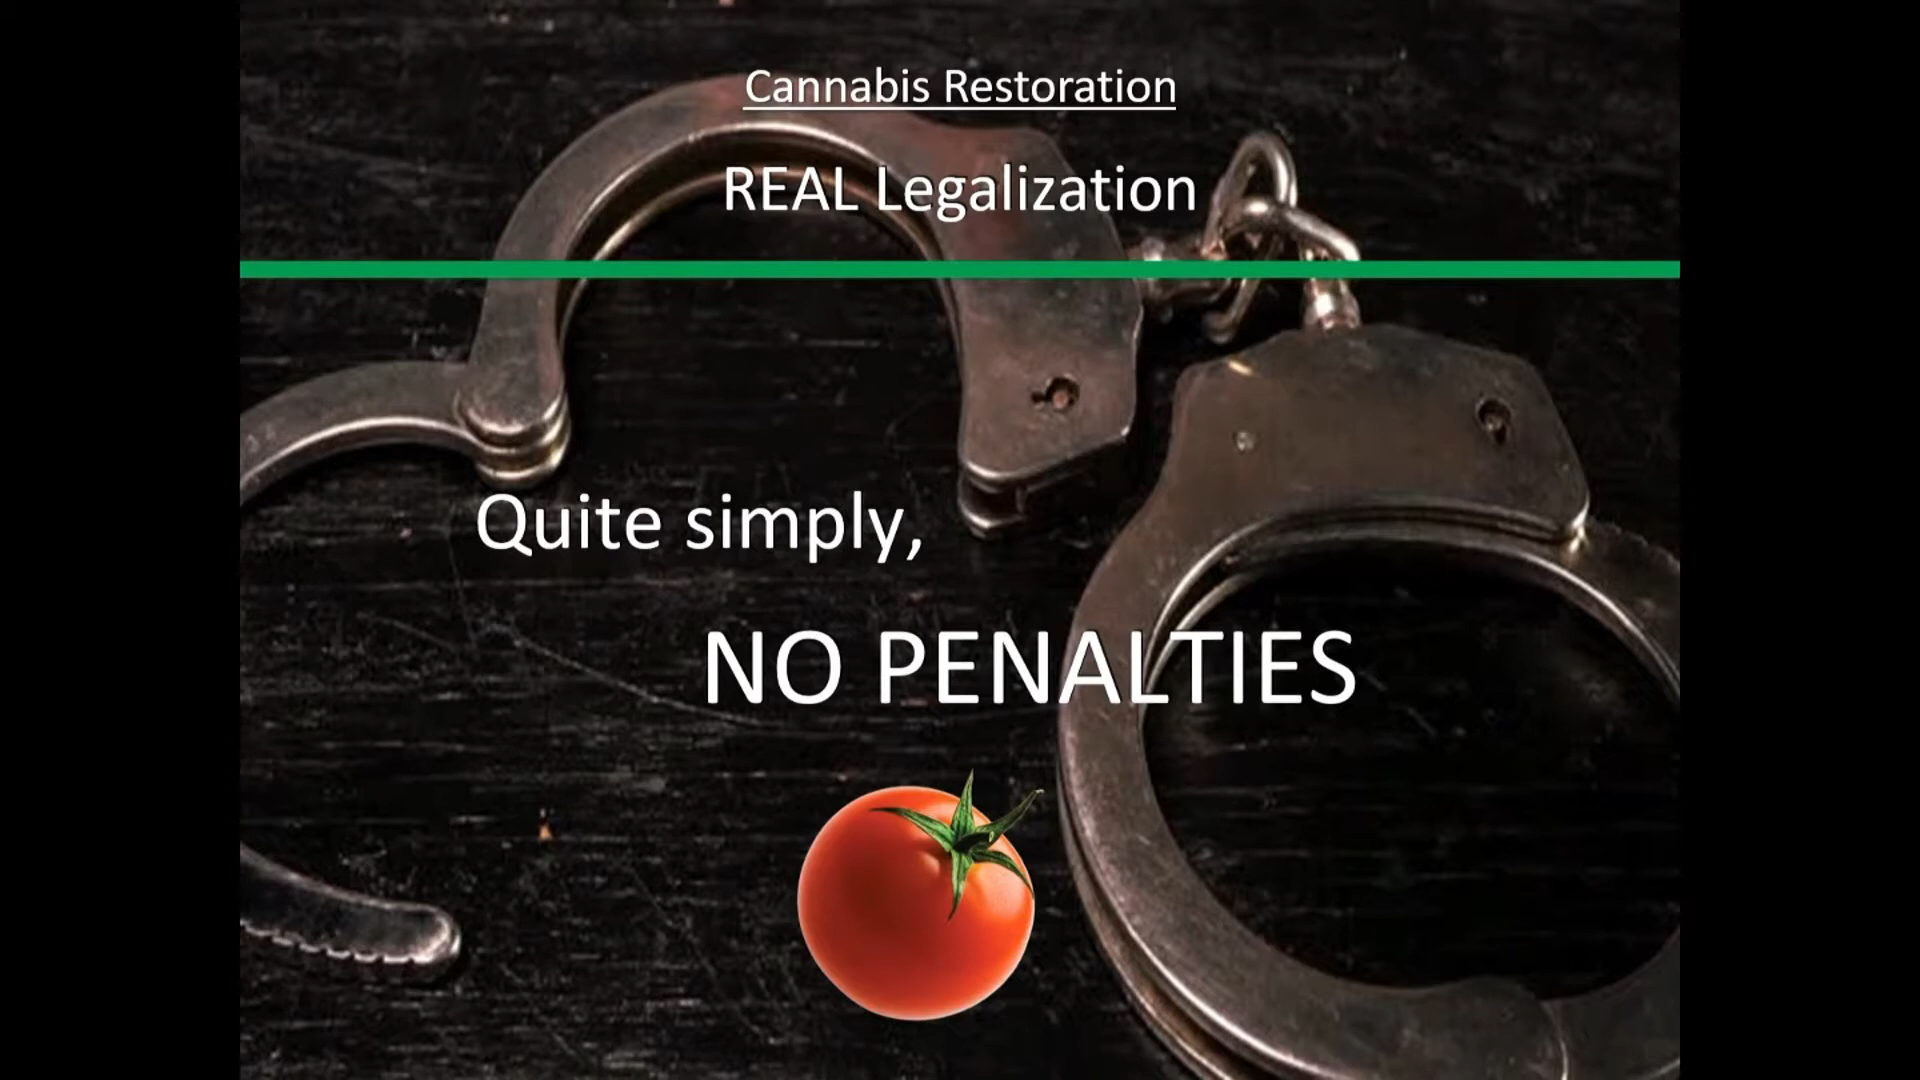 Cannabis Restoration
REAL Legalization
Quite simply,
NO PENALTIES